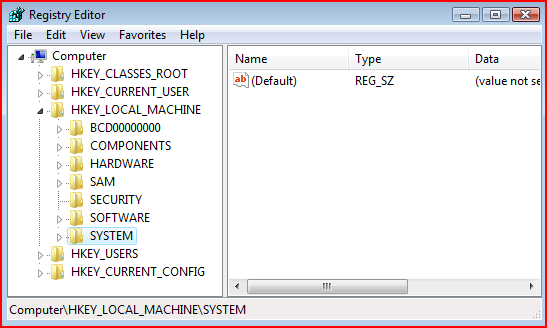 Registry Editor
File Edit View Favorites Help
Computer
HKEY_CLASSES_ROOT
HKEY_CURRENT_USER
HKEY_LOCAL_MACHINE
BCD00000000
COMPONENTS
HARDWARE
SAM
SECURITY
SOFTWARE
SYSTEM
HKEY_USERS
HKEY_CURRENT_CONFIG
Name Type Data
ab (Default) REG_SZ (value not se
Computer\HKEY_LOCAL_MACHINE\SYSTEM